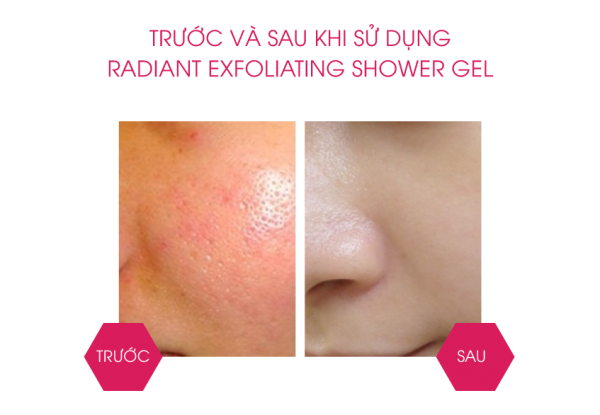 TRƯỚC VÀ SAU KHI SỬ DỤNG
RADIANT EXFOLIATING SHOWER GEL
TRƯỚC
SAU